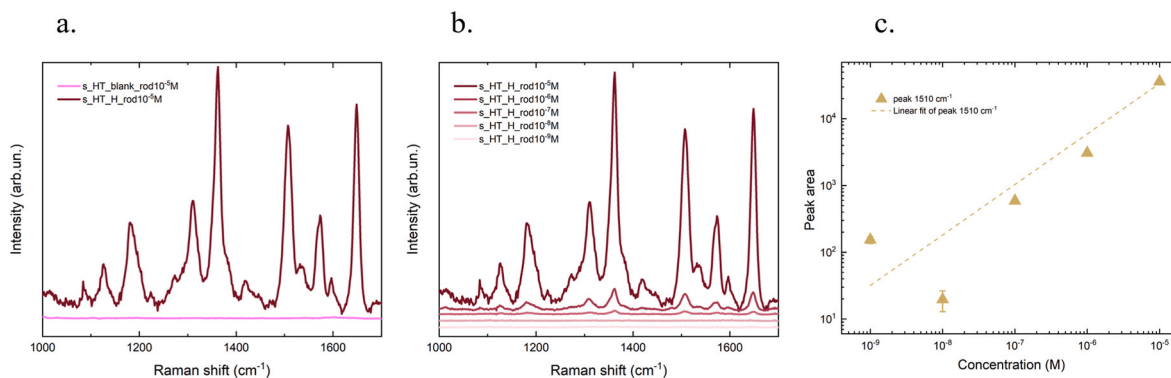 a.
s_HT_blank_rod10⁻⁵M
s_HT_H_rod10⁻⁵M
Intensity (arb.un.)
1000 1200 1400 1600
Raman shift (cm⁻¹)
b.
s_HT_H_rod10⁻⁵M
s_HT_H_rod10⁻⁶M
s_HT_H_rod10⁻⁷M
s_HT_H_rod10⁻⁸M
s_HT_H_rod10⁻⁹M
Intensity (arb.un.)
1000 1200 1400 1600
Raman shift (cm⁻¹)
c.
peak 1510 cm⁻¹
Linear fit of peak 1510 cm⁻¹
Peak area
10⁴
10³
10²
10¹
10⁻⁹ 10⁻⁸ 10⁻⁷ 10⁻⁶ 10⁻⁵
Concentration (M)